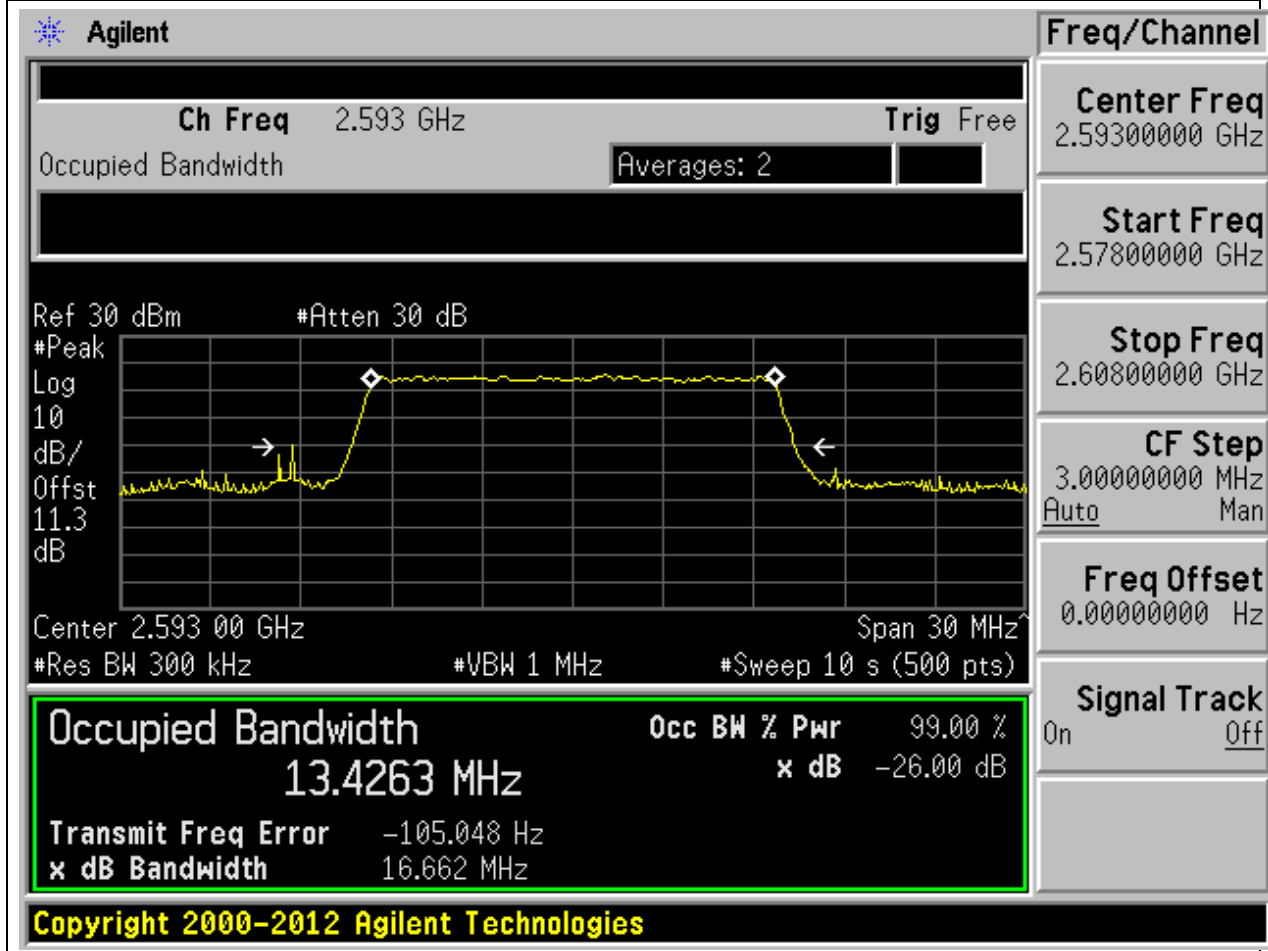 Agilent
Freq/Channel
Ch Freq 2.593 GHz Trig Free
Occupied Bandwidth Averages: 2
Center Freq
2.59300000 GHz
Start Freq
2.57800000 GHz
Stop Freq
2.60800000 GHz
CF Step
3.00000000 MHz
Auto Man
Freq Offset
0.00000000 Hz
Signal Track
On Off
Ref 30 dBm #Atten 30 dB
#Peak
Log
10
dB/
Offst
11.3
dB
Center 2.593 00 GHz Span 30 MHz^
#Res BW 300 kHz #VBW 1 MHz #Sweep 10 s (500 pts)
Occupied Bandwidth
13.4263 MHz
Occ BW % Pwr 99.00 %
x dB -26.00 dB
Transmit Freq Error -105.048 Hz
x dB Bandwidth 16.662 MHz
Copyright 2000-2012 Agilent Technologies